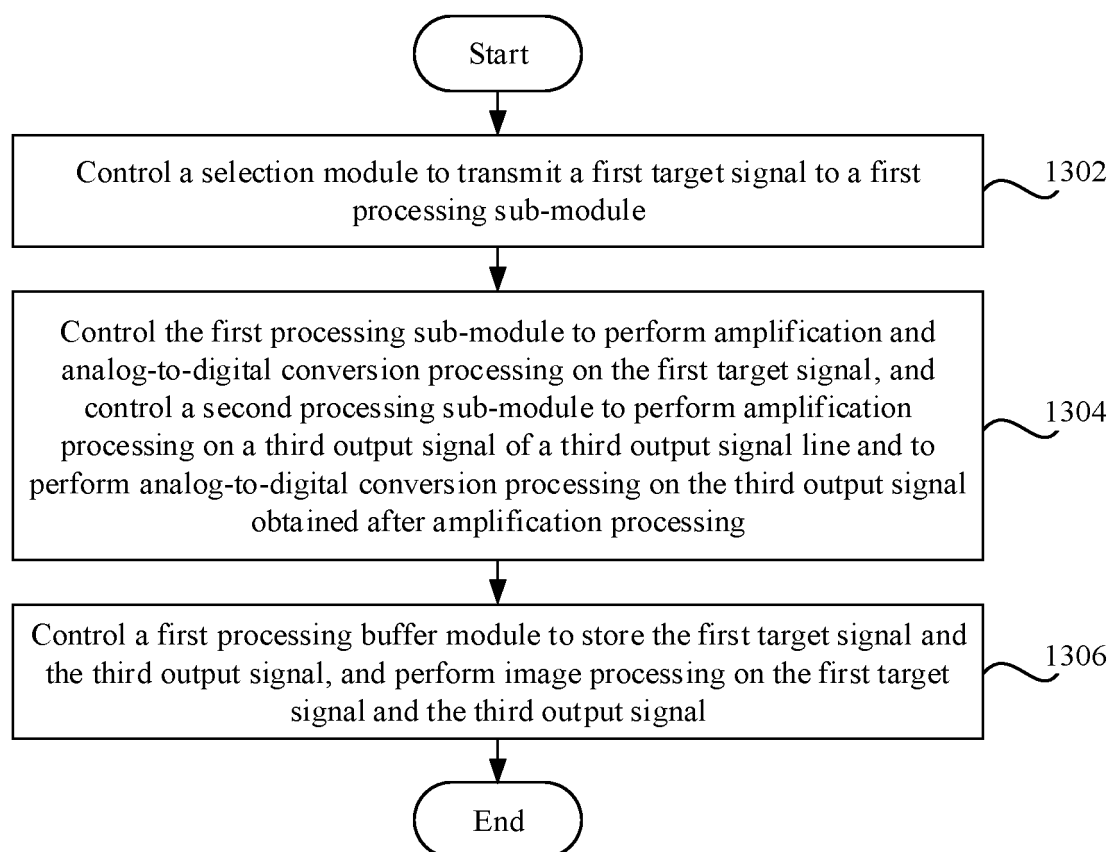 Start
Control a selection module to transmit a first target signal to a first
processing sub-module
1302
Control the first processing sub-module to perform amplification and
analog-to-digital conversion processing on the first target signal, and
control a second processing sub-module to perform amplification
processing on a third output signal of a third output signal line and to
perform analog-to-digital conversion processing on the third output signal
obtained after amplification processing
1304
Control a first processing buffer module to store the first target signal and
the third output signal, and perform image processing on the first target
signal and the third output signal
1306
End